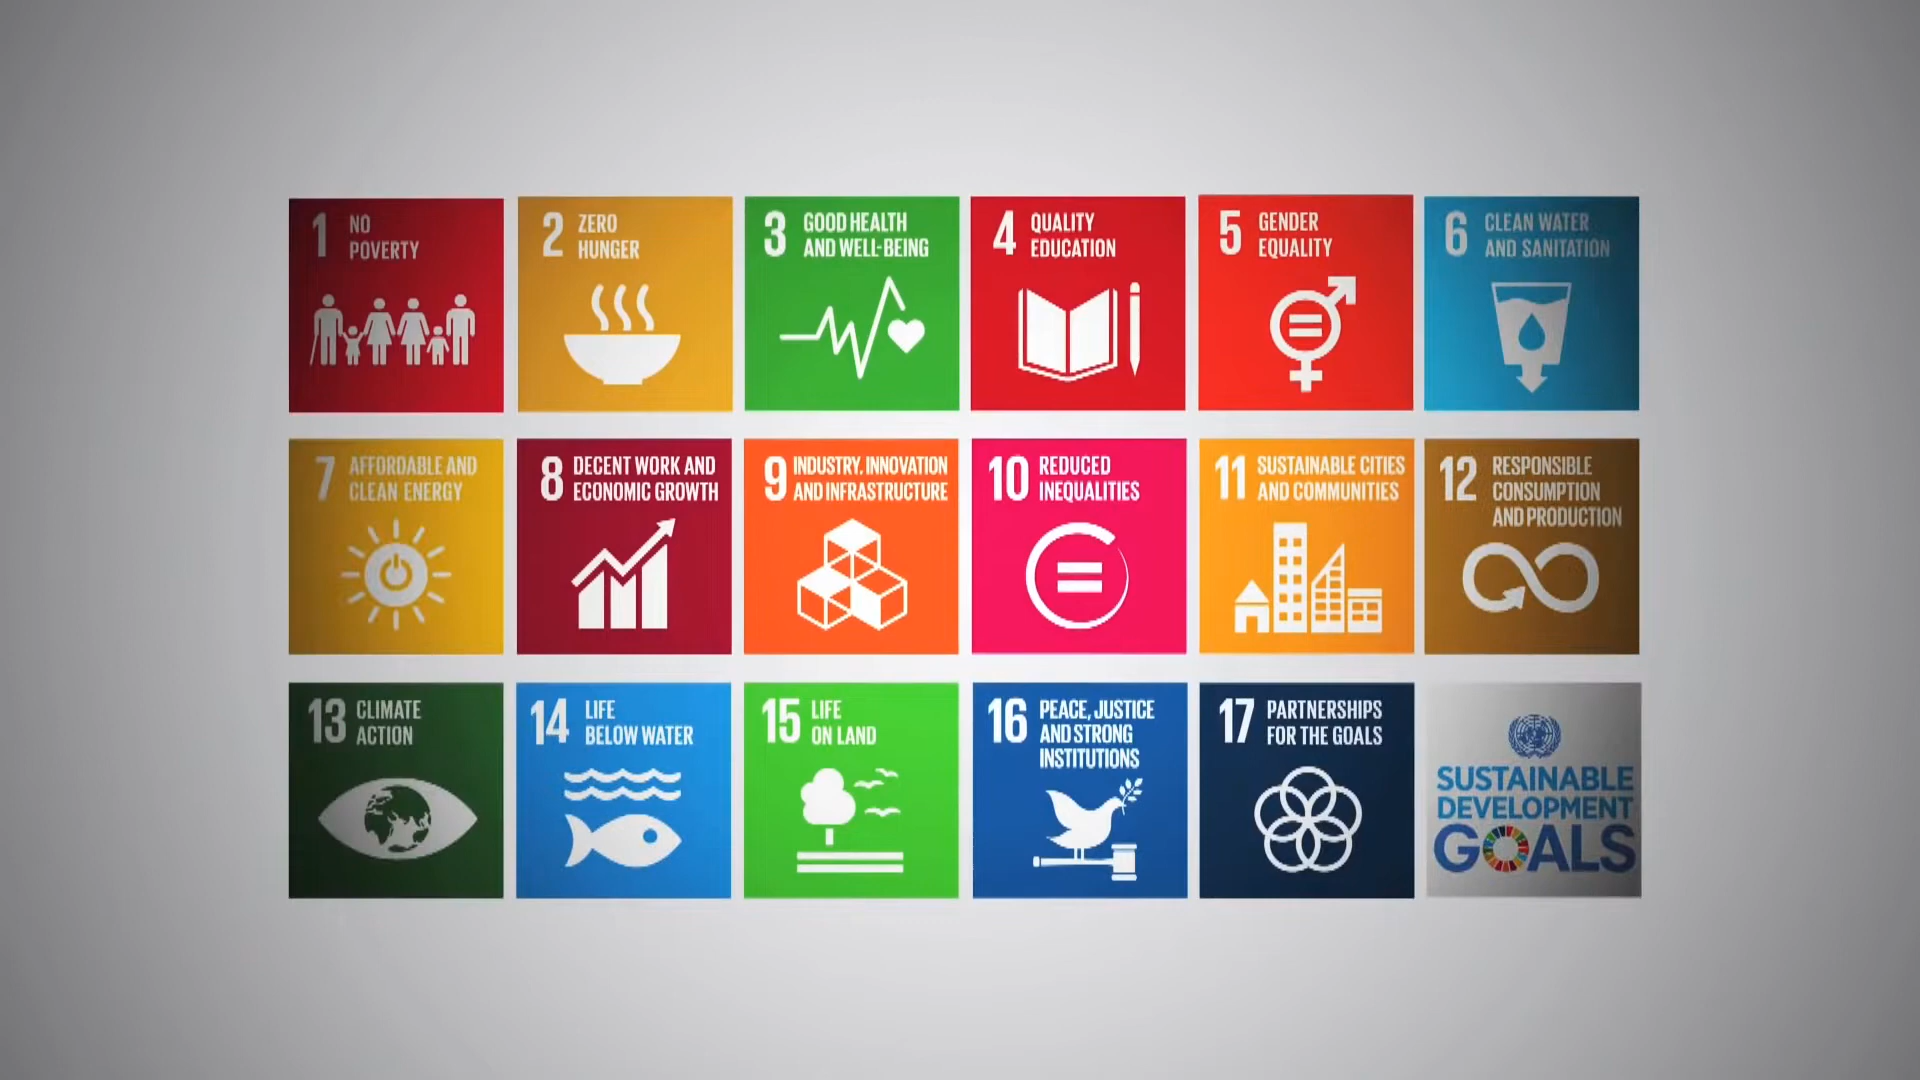 1 NO
POVERTY
2 ZERO
HUNGER
3 GOOD HEALTH
AND WELL-BEING
4 QUALITY
EDUCATION
5 GENDER
EQUALITY
6 CLEAN WATER
AND SANITATION
7 AFFORDABLE AND
CLEAN ENERGY
8 DECENT WORK AND
ECONOMIC GROWTH
9 INDUSTRY, INNOVATION
AND INFRASTRUCTURE
10 REDUCED
INEQUALITIES
11 SUSTAINABLE CITIES
AND COMMUNITIES
12 RESPONSIBLE
CONSUMPTION
AND PRODUCTION
13 CLIMATE
ACTION
14 LIFE
BELOW WATER
15 LIFE
ON LAND
16 PEACE, JUSTICE
AND STRONG
INSTITUTIONS
17 PARTNERSHIPS
FOR THE GOALS
SUSTAINABLE
DEVELOPMENT
GOALS